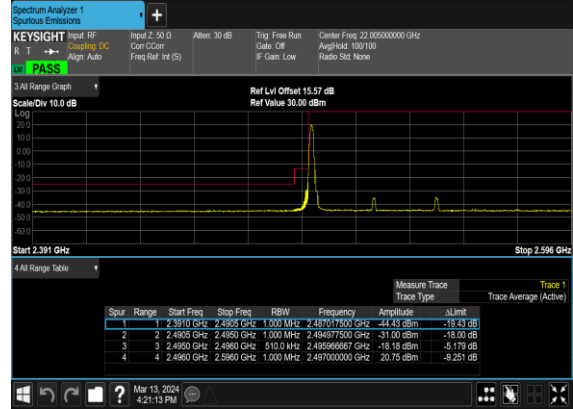 Spectrum Analyzer 1
Spurious Emissions
+
KEYSIGHT Input: RF Input Z: 50 Ω Atten: 30 dB Trig: Free Run Center Freq: 22.005000000 GHz
R T Coupling: DC Corr CCorr Gate: Off Avg|Hold: 100/100
Align: Auto Freq Ref: Int (S) IF Gain: Low Radio Std: None
PASS
3 All Range Graph
Ref Lvl Offset 15.57 dB
Scale/Div 10.0 dB Ref Value 30.00 dBm
Log
20.0
10.0
0.00
-10.0
-20.0
-30.0
-40.0
-50.0
-60.0
Start 2.391 GHz Stop 2.596 GHz
4 All Range Table
Measure Trace Trace 1
Trace Type Trace Average (Active)
Spur Range Start Freq Stop Freq RBW Frequency Amplitude ΔLimit
1 1 2.3910 GHz 2.4905 GHz 1.000 MHz 2.487017500 GHz -44.43 dBm -19.43 dB
2 2 2.4905 GHz 2.4950 GHz 1.000 MHz 2.494977500 GHz -31.00 dBm -18.00 dB
3 3 2.4950 GHz 2.4960 GHz 510.0 kHz 2.495966667 GHz -18.18 dBm -5.179 dB
4 4 2.4960 GHz 2.5960 GHz 1.000 MHz 2.497000000 GHz 20.75 dBm -9.251 dB
? Mar 13, 2024
4:21:13 PM